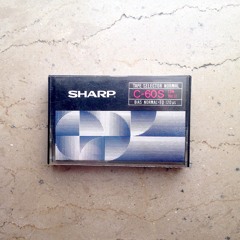 TAPE SELECTOR NORMAL
SHARP
C-60S
BIAS NORMAL·EQ 120μs